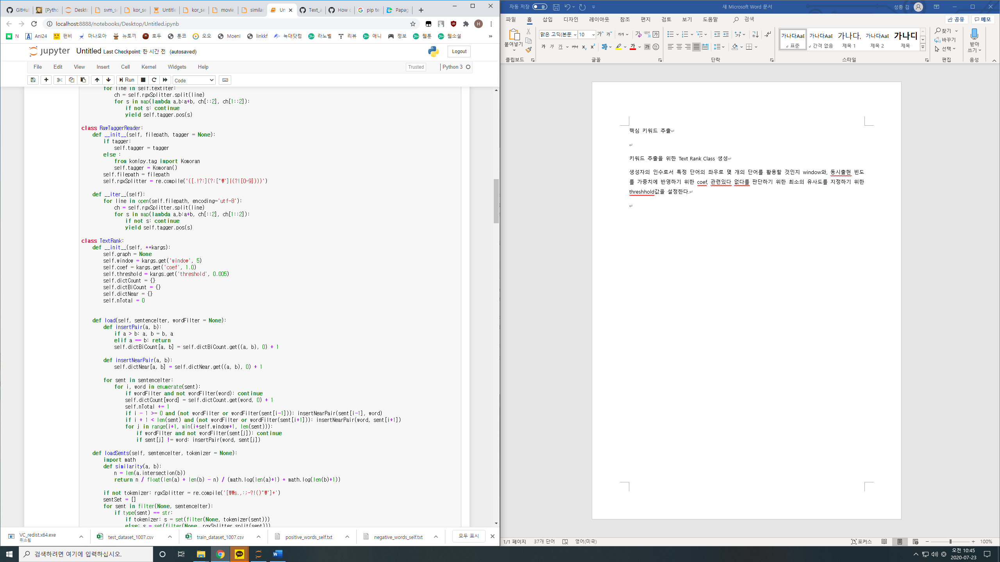 GitHub
[Pytho
Deskto
svm_se
kor_se
Untitle
kor_se
movie_
similar
Un
Text_a
How c
pip te
Papag
localhost:8888/notebooks/Desktop/Untitled.ipynb
H
N
Ani24
펀비
마나모아
뉴토끼
호두
툰코
오오
Moeni
linkkf
늑대닷컴
라노벨
리뷰
애니
정보
웹툰
웹소설
»
jupyter Untitled Last Checkpoint: 한 시간 전 (autosaved)
Logout
File Edit View Insert Cell Kernel Widgets Help
Trusted
Python 3
Run
Code
for line in self.textIter:
ch = self.rgxSplitter.split(line)
for s in map(lambda a,b:a+b, ch[::2], ch[1::2]):
if not s: continue
yield self.tagger.pos(s)
class RawTaggerReader:
def __init__(self, filepath, tagger = None):
if tagger:
self.tagger = tagger
else :
from konlpy.tag import Komoran
self.tagger = Komoran()
self.filepath = filepath
self.rgxSplitter = re.compile('([.!?:](?:["\']|(?![0-9])))')
def __iter__(self):
for line in open(self.filepath, encoding='utf-8'):
ch = self.rgxSplitter.split(line)
for s in map(lambda a,b:a+b, ch[::2], ch[1::2]):
if not s: continue
yield self.tagger.pos(s)
class TextRank:
def __init__(self, **kargs):
self.graph = None
self.window = kargs.get('window', 5)
self.coef = kargs.get('coef', 1.0)
self.threshold = kargs.get('threshold', 0.005)
self.dictCount = {}
self.dictBiCount = {}
self.dictNear = {}
self.nTotal = 0
def load(self, sentenceIter, wordFilter = None):
def insertPair(a, b):
if a > b: a, b = b, a
elif a == b: return
self.dictBiCount[a, b] = self.dictBiCount.get((a, b), 0) + 1
def insertNearPair(a, b):
self.dictNear[a, b] = self.dictNear.get((a, b), 0) + 1
for sent in sentenceIter:
for i, word in enumerate(sent):
if wordFilter and not wordFilter(word): continue
self.dictCount[word] = self.dictCount.get(word, 0) + 1
self.nTotal += 1
if i - 1 >= 0 and (not wordFilter or wordFilter(sent[i-1])): insertNearPair(sent[i-1], word)
if i + 1 < len(sent) and (not wordFilter or wordFilter(sent[i+1])): insertNearPair(word, sent[i+1])
for j in range(i+1, min(i+self.window+1, len(sent))):
if wordFilter and not wordFilter(sent[j]): continue
if sent[j] != word: insertPair(word, sent[j])
def loadSents(self, sentenceIter, tokenizer = None):
import math
def similarity(a, b):
n = len(a.intersection(b))
return n / float(len(a) + len(b) - n) / (math.log(len(a)+1) * math.log(len(b)+1))
if not tokenizer: rgxSplitter = re.compile('[\\s.,:;-?!()"\']+')
sentSet = []
for sent in filter(None, sentenceIter):
if type(sent) == str:
if tokenizer: s = set(filter(None, tokenizer(sent)))
else: s = set(filter(None, rgxSplitter.split(sent)))
VC_redist.x64.exe
취소됨
test_dataset_1007.csv
train_dataset_1007.csv
positive_words_self.txt
negative_words_self.txt
모두 표시
자동 저장
끔
새 Microsoft Word 문서
성종 김
파일 홈 삽입 디자인 레이아웃 참조 편지 검토 보기 도움말 검색
공유
메모
붙여넣기
클립보드
맑은 고딕(본문
10
글꼴
단락
가나다AaE
표준
가나다AaE
간격 없음
가나다,
제목 1
가나다AaE
제목 2
가나디
제목
스타일
찾기
바꾸기
선택
편집
받아
쓰기
음성
핵심 키워드 추출
키워드 추출을 위한 Text Rank Class 생성
생성자의 인수로서 특정 단어의 좌우로 몇 개의 단어를 활용할 것인지 window와, 동시출현 빈도
를 가중치에 반영하기 위한 coef, 관련있다 없다를 판단하기 위한 최소의 유사도를 지정하기 위한
threshhold값을 설정한다.
1/1 페이지
37개 단어
영어(미국)
포커스
100%
검색하려면 여기에 입력하십시오.
TALK
오전 10:45
2020-07-23